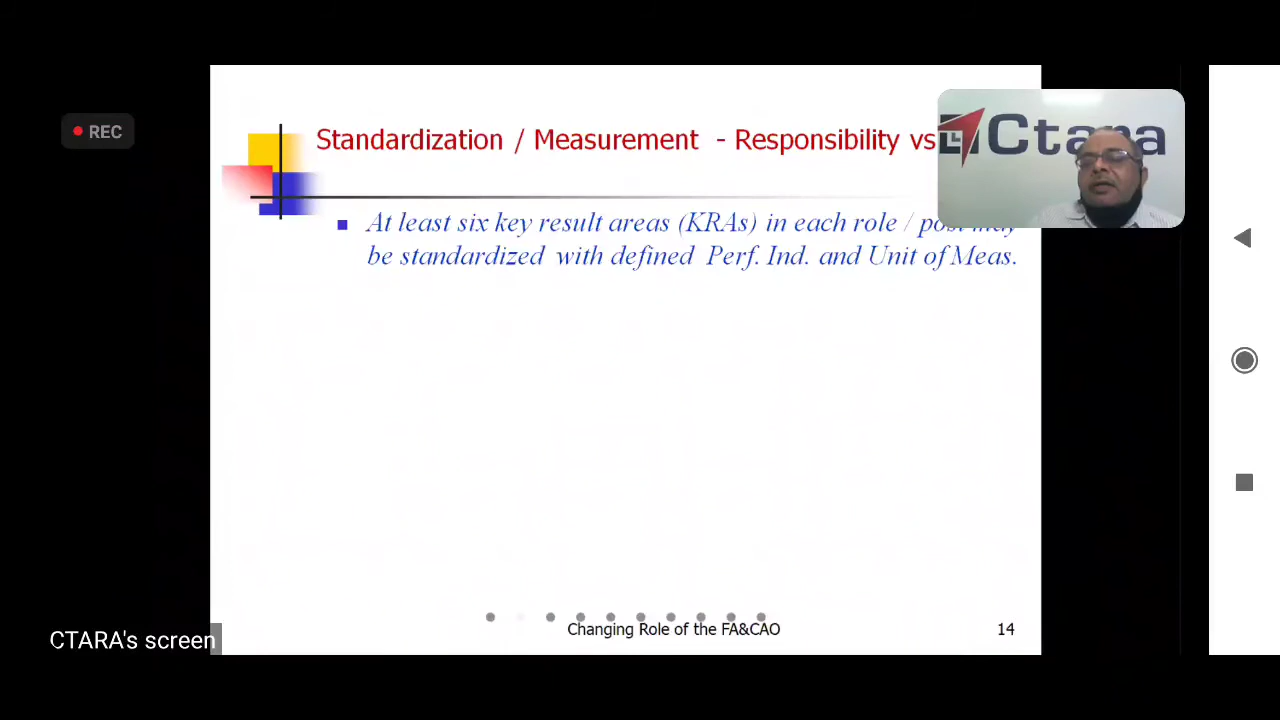 REC
Standardization / Measurement - Responsibility vs
Ctara
At least six key result areas (KRAs) in each role / post may
be standardized with defined Perf. Ind. and Unit of Meas.
Changing Role of the FA&CAO
14
CTARA's screen